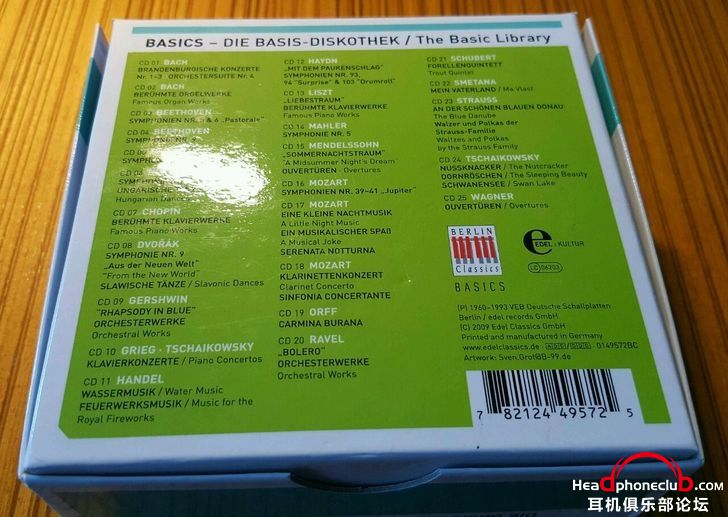 BASICS – DIE BASIS-DISKOTHEK / The Basic Library
CD 01 BACH
BRANDENBURGISCHE KONZERTE
Nr. 1-3 · ORCHESTERSUITE Nr. 4
CD 02 BACH
BERÜHMTE ORGELWERKE
Famous Organ Works
CD 03 BEETHOVEN
SYMPHONIEN NR. & 6 „Pastorale"
CD 04 BEETHOVEN
SYMPHONIE NR. 9
CD
CD
CD
SYMPHONI
UNGARISCHE
Hungarian Dances
CD 07 CHOPIN
BERÜHMTE KLAVIERWERKE
Famous Piano Works
CD 08 DVOŘÁK
SYMPHONIE NR. 9
„Aus der Neuen Welt"
"From the New World"
SLAWISCHE TÄNZE / Slavonic Dances
CD 09 GERSHWIN
"RHAPSODY IN BLUE"
ORCHESTERWERKE
Orchestral Works
CD 10 GRIEG · TSCHAIKOWSKY
KLAVIERKONZERTE / Piano Concertos
CD 11 HÄNDEL
WASSERMUSIK / Water Music
FEUERWERKSMUSIK / Music for the
Royal Fireworks
CD 12 HAYDN
„MIT DEM PAUKENSCHLAG"
SYMPHONIEN NR. 93,
94 "Surprise" & 103 "Drumroll"
CD 13 LISZT
„LIEBESTRAUM"
BERÜHMTE KLAVIERWERKE
Famous Piano Works
CD 14 MAHLER
SYMPHONIE NR. 5
CD 15 MENDELSSOHN
„SOMMERNACHTSTRAUM"
"A Midsummer Night's Dream"
OUVERTÜREN · Overtures
CD 16 MOZART
SYMPHONIEN NR. 39-41 „Jupiter"
CD 17 MOZART
EINE KLEINE NACHTMUSIK
A Little Night Music
EIN MUSIKALISCHER SPAß
A Musical Joke
SERENATA NOTTURNA
CD 18 MOZART
KLARINETTENKONZERT
Clarinet Concerto
SINFONIA CONCERTANTE
CD 19 ORFF
CARMINA BURANA
CD 20 RAVEL
„BOLERO"
ORCHESTERWERKE
Orchestral Works
CD 21 SCHUBERT
FORELLENQUINTETT
Trout Quintet
CD 22 SMETANA
MEIN VATERLAND / Ma Vlast
CD 23 STRAUSS
AN DER SCHÖNEN BLAUEN DONAU
The Blue Danube
Walzer und Polkas der
Strauss-Familie
Waltzes and Polkas
by the Strauss Family
CD 24 TSCHAIKOWSKY
NUSSKNACKER / The Nutcracker
DORNRÖSCHEN / The Sleeping Beauty
SCHWANENSEE / Swan Lake
CD 25 WAGNER
OUVERTÜREN / Overtures
BERLIN
Classics
BASICS
EDEL:KULTUR
LC 06203
(P) 1960-1993 VEB Deutsche Schallplatten
Berlin / edel records GmbH
(C) 2009 Edel Classics GmbH
Printed and manufactured in Germany
www.edelclassics.de · ADD / DDD · 0149572BC
Artwork: Sven.Grot@B-99.de
7 82124 49572 5
Headphoneclub.com
耳机俱乐部论坛